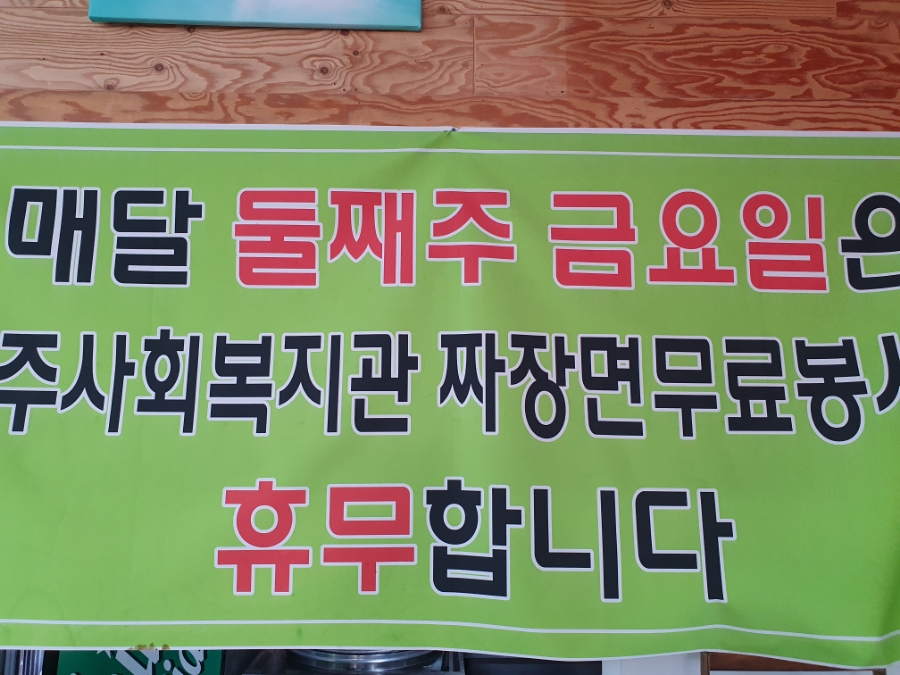 매달 둘째주 금요일은
주사회복지관 짜장면무료봉사
휴무합니다